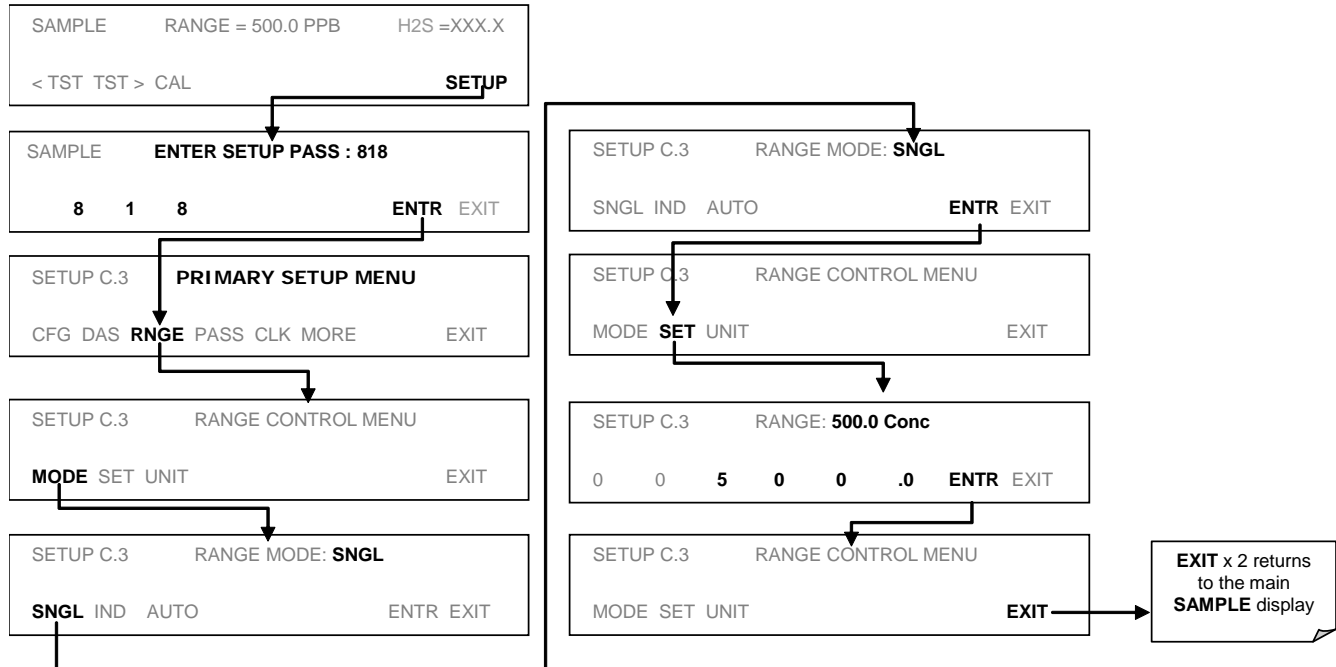 SAMPLE RANGE = 500.0 PPB H2S =XXX.X
< TST TST > CAL SETUP
SAMPLE ENTER SETUP PASS : 818
8 1 8 ENTR EXIT
SETUP C.3 PRIMARY SETUP MENU
CFG DAS RNGE PASS CLK MORE EXIT
SETUP C.3 RANGE CONTROL MENU
MODE SET UNIT EXIT
SETUP C.3 RANGE MODE: SNGL
SNGL IND AUTO ENTR EXIT
SETUP C.3 RANGE MODE: SNGL
SNGL IND AUTO ENTR EXIT
SETUP C.3 RANGE CONTROL MENU
MODE SET UNIT EXIT
SETUP C.3 RANGE: 500.0 Conc
0 0 5 0 0 .0 ENTR EXIT
SETUP C.3 RANGE CONTROL MENU
MODE SET UNIT EXIT
EXIT x 2 returns
to the main
SAMPLE display